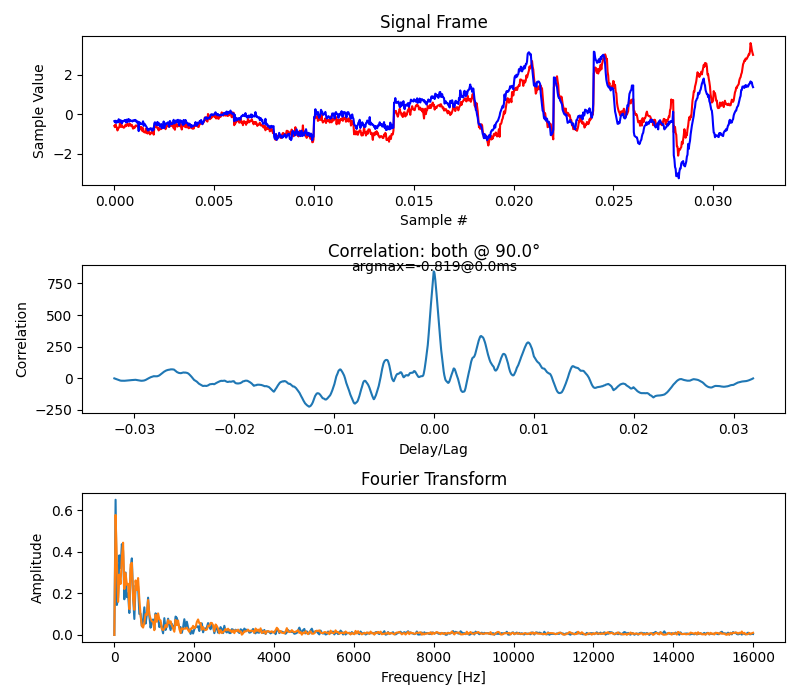 Signal Frame
Sample Value
2
0
−2
0.000 0.005 0.010 0.015 0.020 0.025 0.030
Sample #
Correlation: both @ 90.0°
argmax=-0.819@0.0ms
Correlation
750
500
250
0
−250
−0.03 −0.02 −0.01 0.00 0.01 0.02 0.03
Delay/Lag
Fourier Transform
Amplitude
0.6
0.4
0.2
0.0
0 2000 4000 6000 8000 10000 12000 14000 16000
Frequency [Hz]